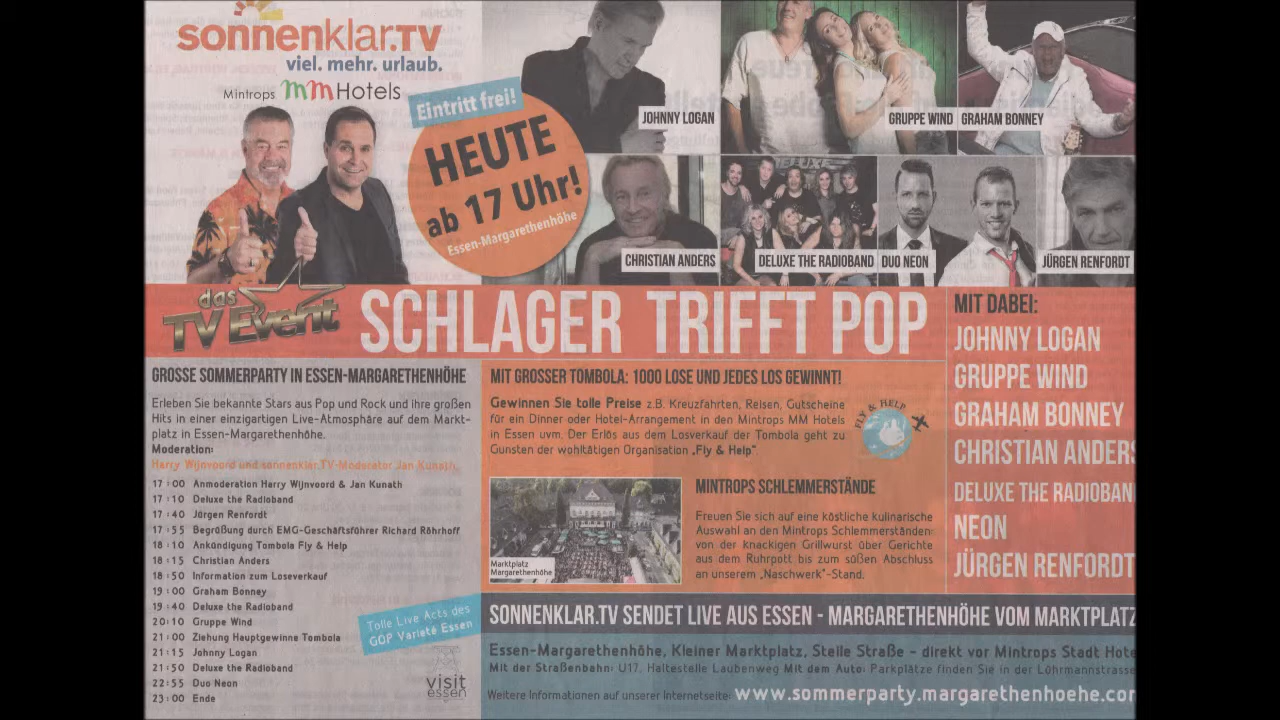 sonnenklar.TV
viel. mehr. urlaub.
Mintrops MM Hotels
Eintritt frei!
HEUTE
ab 17 Uhr!
Essen-Margarethenhöhe
JOHNNY LOGAN
GRUPPE WIND
GRAHAM BONNEY
CHRISTIAN ANDERS
DELUXE THE RADIOBAND
DUO NEON
JÜRGEN RENFORDT
DELUXE
das
TV Event
SCHLAGER TRIFFT POP
GROSSE SOMMERPARTY IN ESSEN-MARGARETHENHÖHE
Erleben Sie bekannte Stars aus Pop und Rock und ihre großen
Hits in einer einzigartigen Live-Atmosphäre auf dem Markt-
platz in Essen-Margarethenhöhe.
Moderation:
Harry Wijnvoord und sonnenklar.TV-Moderator Jan Kunath.
17:00 Anmoderation Harry Wijnvoord & Jan Kunath
17:10 Deluxe the Radioband
17:40 Jürgen Renfordt
17:55 Begrüßung durch EMG-Geschäftsführer Richard Röhrhoff
18:10 Ankündigung Tombola Fly & Help
18:15 Christian Anders
18:50 Information zum Loseverkauf
19:00 Graham Bonney
19:40 Deluxe the Radioband
20:10 Gruppe Wind
21:00 Ziehung Hauptgewinne Tombola
21:15 Johnny Logan
21:50 Deluxe the Radioband
22:55 Duo Neon
23:00 Ende
Tolle Live Acts des
GOP Varieté Essen
visit
essen
MIT GROSSER TOMBOLA: 1000 LOSE UND JEDES LOS GEWINNT!
Gewinnen Sie tolle Preise z.B. Kreuzfahrten, Reisen, Gutscheine
für ein Dinner oder Hotel-Arrangement in den Mintrops MM Hotels
in Essen uvm. Der Erlös aus dem Losverkauf der Tombola geht zu
Gunsten der wohltätigen Organisation „Fly & Help".
FLY & HELP
Marktplatz
Margarethenhöhe
MINTROPS SCHLEMMERSTÄNDE
Freuen Sie sich auf eine köstliche kulinarische
Auswahl an den Mintrops Schlemmerständen:
von der knackigen Grillwurst über Gerichte
aus dem Ruhrpott bis zum süßen Abschluss
an unserem „Naschwerk"-Stand.
MIT DABEI:
JOHNNY LOGAN
GRUPPE WIND
GRAHAM BONNEY
CHRISTIAN ANDERS
DELUXE THE RADIOBAN
NEON
JÜRGEN RENFORDT
SONNENKLAR.TV SENDET LIVE AUS ESSEN - MARGARETHENHÖHE VOM MARKTPLATZ
Essen-Margarethenhöhe, Kleiner Marktplatz, Steile Straße - direkt vor Mintrops Stadt Hote
Mit der Straßenbahn: U17, Haltestelle Laubenweg Mit dem Auto: Parkplätze finden Sie in der Lührmannstrasse
Weitere Informationen auf unserer Internetseite: www.sommerparty.margarethenhoehe.com